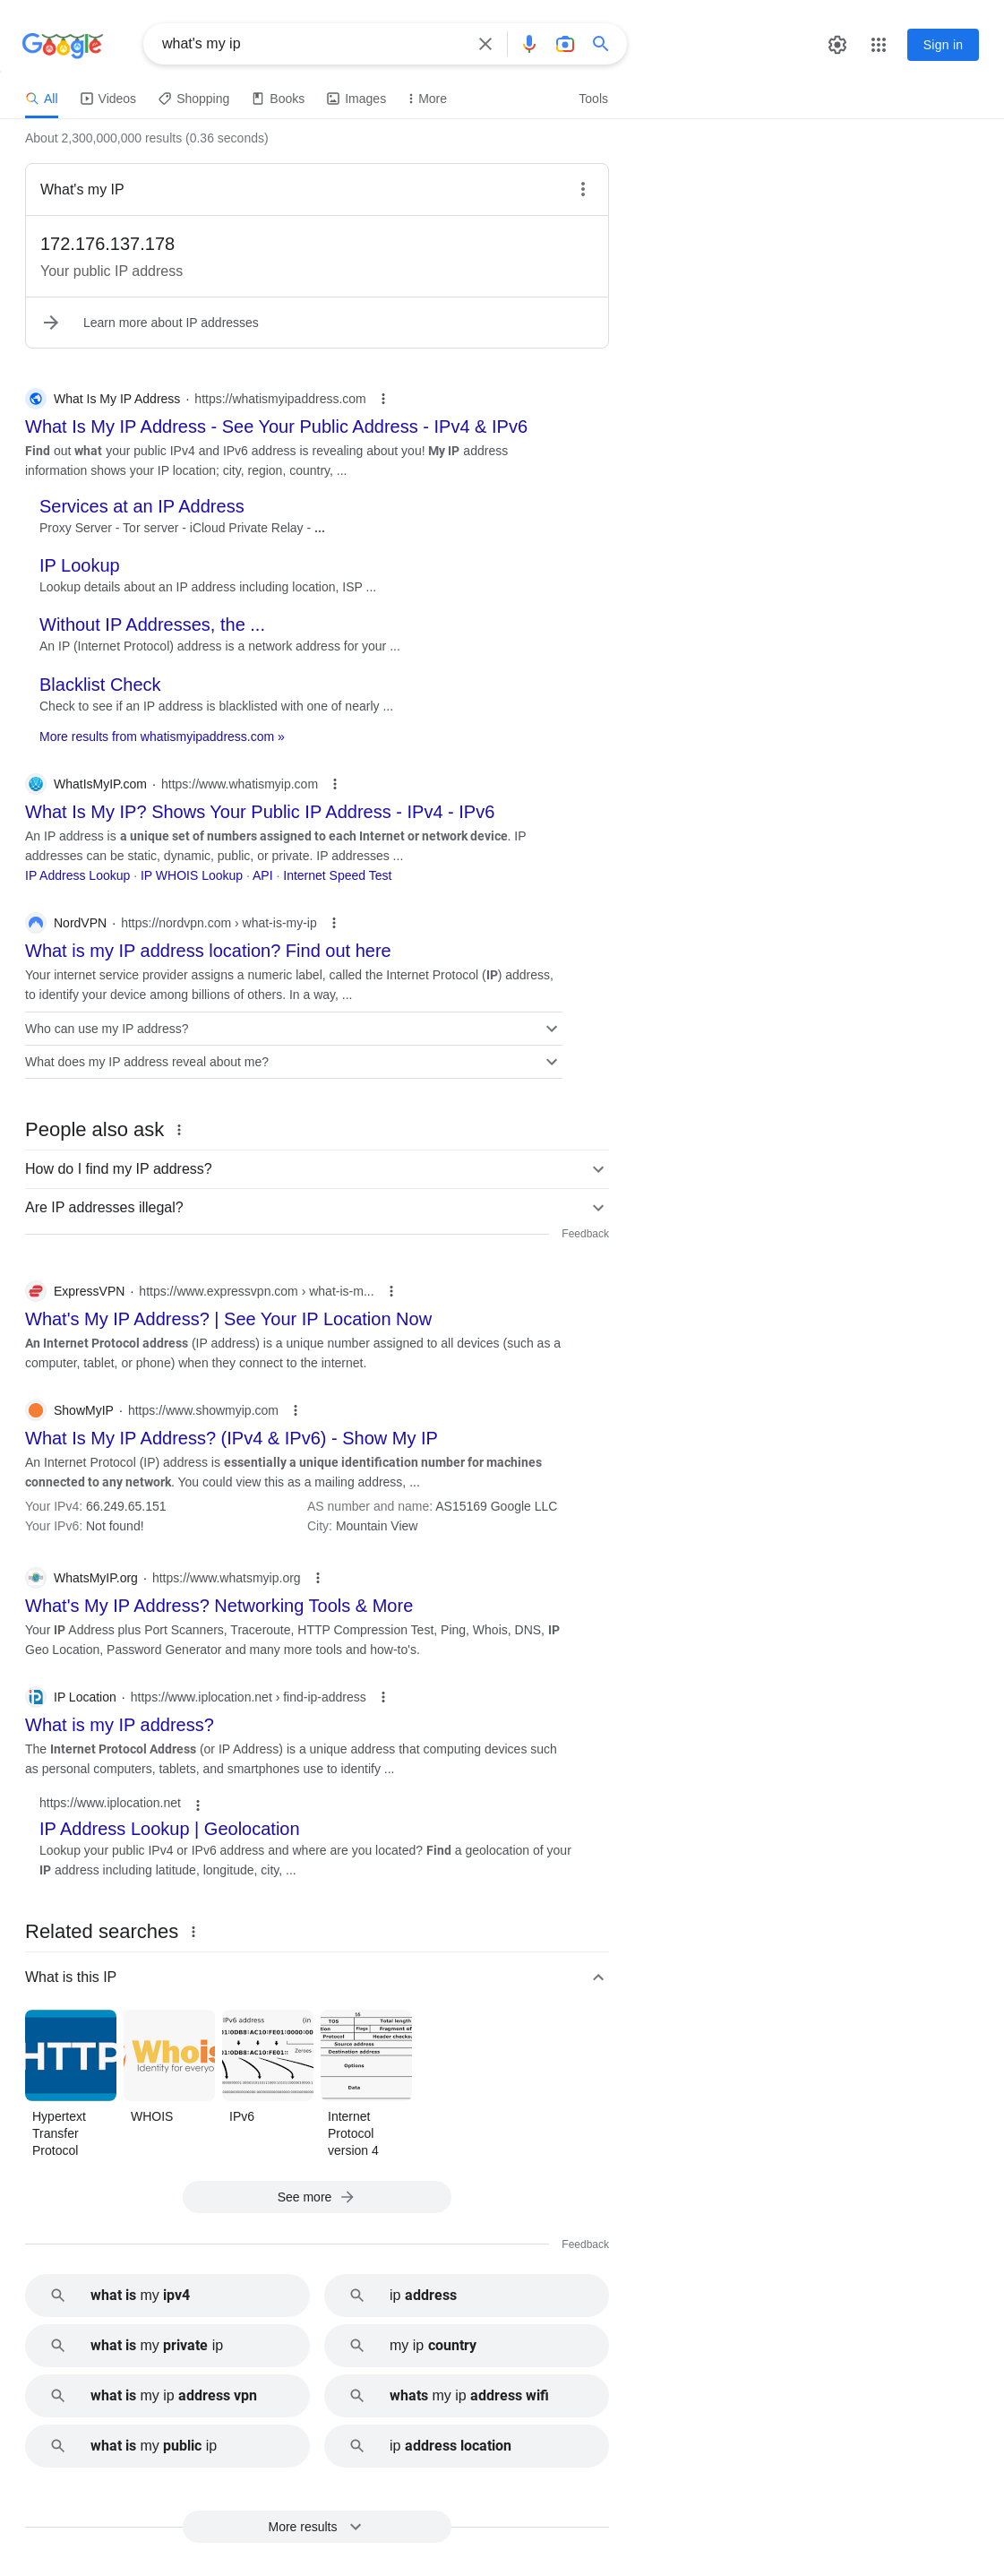 Google
what's my ip
Sign in
All
Videos
Shopping
Books
Images
More
Tools
About 2,300,000,000 results (0.36 seconds)
What's my IP
172.176.137.178
Your public IP address
Learn more about IP addresses
What Is My IP Address · https://whatismyipaddress.com
What Is My IP Address - See Your Public Address - IPv4 & IPv6
Find out what your public IPv4 and IPv6 address is revealing about you! My IP address
information shows your IP location; city, region, country, ...
Services at an IP Address
Proxy Server - Tor server - iCloud Private Relay - ...
IP Lookup
Lookup details about an IP address including location, ISP ...
Without IP Addresses, the ...
An IP (Internet Protocol) address is a network address for your ...
Blacklist Check
Check to see if an IP address is blacklisted with one of nearly ...
More results from whatismyipaddress.com »
WhatIsMyIP.com · https://www.whatismyip.com
What Is My IP? Shows Your Public IP Address - IPv4 - IPv6
An IP address is a unique set of numbers assigned to each Internet or network device. IP
addresses can be static, dynamic, public, or private. IP addresses ...
IP Address Lookup · IP WHOIS Lookup · API · Internet Speed Test
NordVPN · https://nordvpn.com › what-is-my-ip
What is my IP address location? Find out here
Your internet service provider assigns a numeric label, called the Internet Protocol (IP) address,
to identify your device among billions of others. In a way, ...
Who can use my IP address?
What does my IP address reveal about me?
People also ask
How do I find my IP address?
Are IP addresses illegal?
Feedback
ExpressVPN · https://www.expressvpn.com › what-is-m...
What's My IP Address? | See Your IP Location Now
An Internet Protocol address (IP address) is a unique number assigned to all devices (such as a
computer, tablet, or phone) when they connect to the internet.
ShowMyIP · https://www.showmyip.com
What Is My IP Address? (IPv4 & IPv6) - Show My IP
An Internet Protocol (IP) address is essentially a unique identification number for machines
connected to any network. You could view this as a mailing address, ...
Your IPv4: 66.249.65.151
AS number and name: AS15169 Google LLC
Your IPv6: Not found!
City: Mountain View
WhatsMyIP.org · https://www.whatsmyip.org
What's My IP Address? Networking Tools & More
Your IP Address plus Port Scanners, Traceroute, HTTP Compression Test, Ping, Whois, DNS, IP
Geo Location, Password Generator and many more tools and how-to's.
IP Location · https://www.iplocation.net › find-ip-address
What is my IP address?
The Internet Protocol Address (or IP Address) is a unique address that computing devices such
as personal computers, tablets, and smartphones use to identify ...
https://www.iplocation.net
IP Address Lookup | Geolocation
Lookup your public IPv4 or IPv6 address and where are you located? Find a geolocation of your
IP address including latitude, longitude, city, ...
Related searches
What is this IP
HTTP
Whois
Identity for everyo
IPv6 address (in
Zeroes
16
TOS Total length
Flags Fragment of
Protocol Header checksu
Source address
Destination address
Options
Data
Hypertext
Transfer
Protocol
WHOIS
IPv6
Internet
Protocol
version 4
See more
Feedback
what is my ipv4
ip address
what is my private ip
my ip country
what is my ip address vpn
whats my ip address wifi
what is my public ip
ip address location
More results